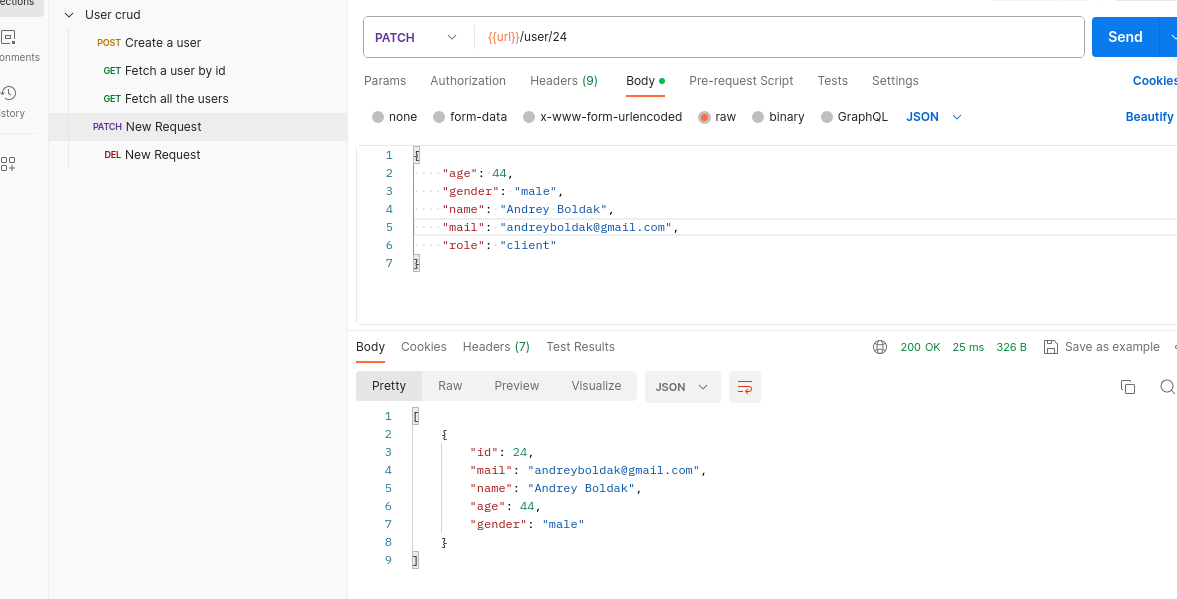 ections
onments
istory
User crud
POST Create a user
GET Fetch a user by id
GET Fetch all the users
PATCH New Request
DEL New Request
PATCH {{url}}/user/24 Send
Params Authorization Headers (9) Body Pre-request Script Tests Settings Cookies
none form-data x-www-form-urlencoded raw binary GraphQL JSON Beautify
1 {
2 "age": 44,
3 "gender": "male",
4 "name": "Andrey Boldak",
5 "mail": "andreyboldak@gmail.com",
6 "role": "client"
7 }
Body Cookies Headers (7) Test Results 200 OK 25 ms 326 B Save as example
Pretty Raw Preview Visualize JSON
1 [
2 {
3 "id": 24,
4 "mail": "andreyboldak@gmail.com",
5 "name": "Andrey Boldak",
6 "age": 44,
7 "gender": "male"
8 }
9 ]